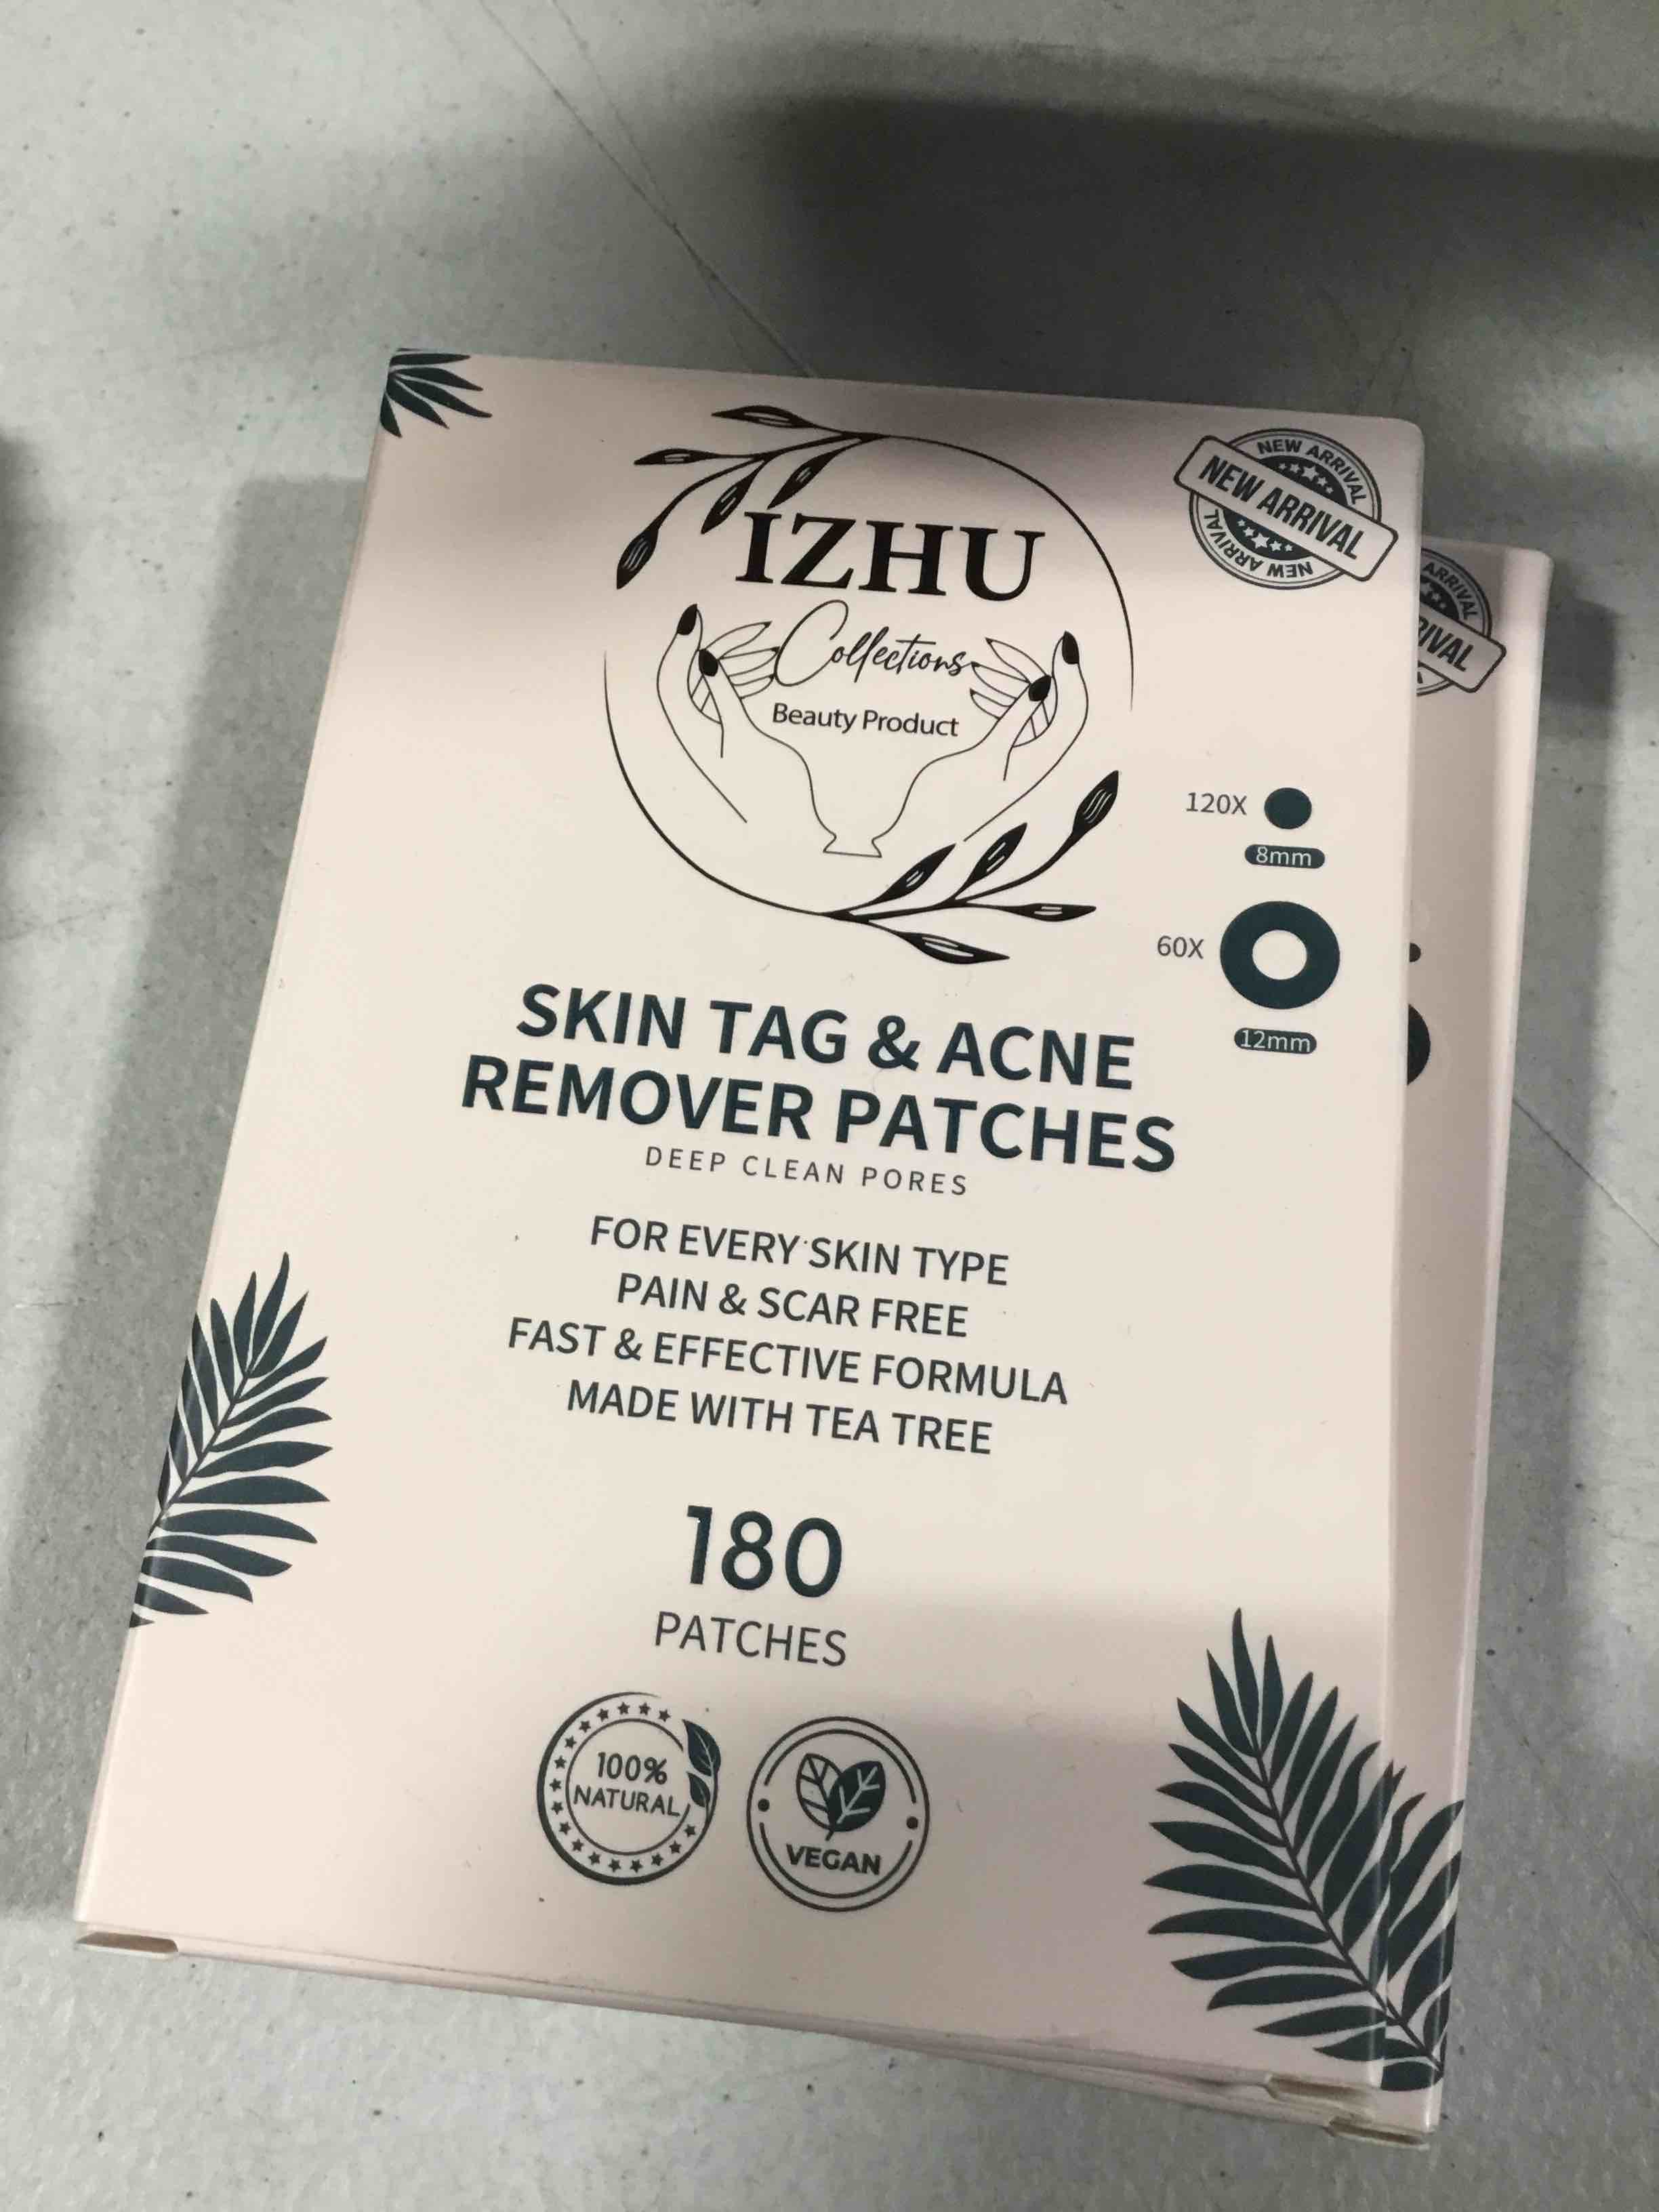 IZHU
Collections
Beauty Product
NEW ARRIVAL
NEW ARRIVAL
NEW ARRIVAL
ARRIVAL
120X
8mm
60X
12mm
SKIN TAG & ACNE
REMOVER PATCHES
DEEP CLEAN PORES
FOR EVERY SKIN TYPE
PAIN & SCAR FREE
FAST & EFFECTIVE FORMULA
MADE WITH TEA TREE
180
PATCHES
100%
NATURAL
VEGAN